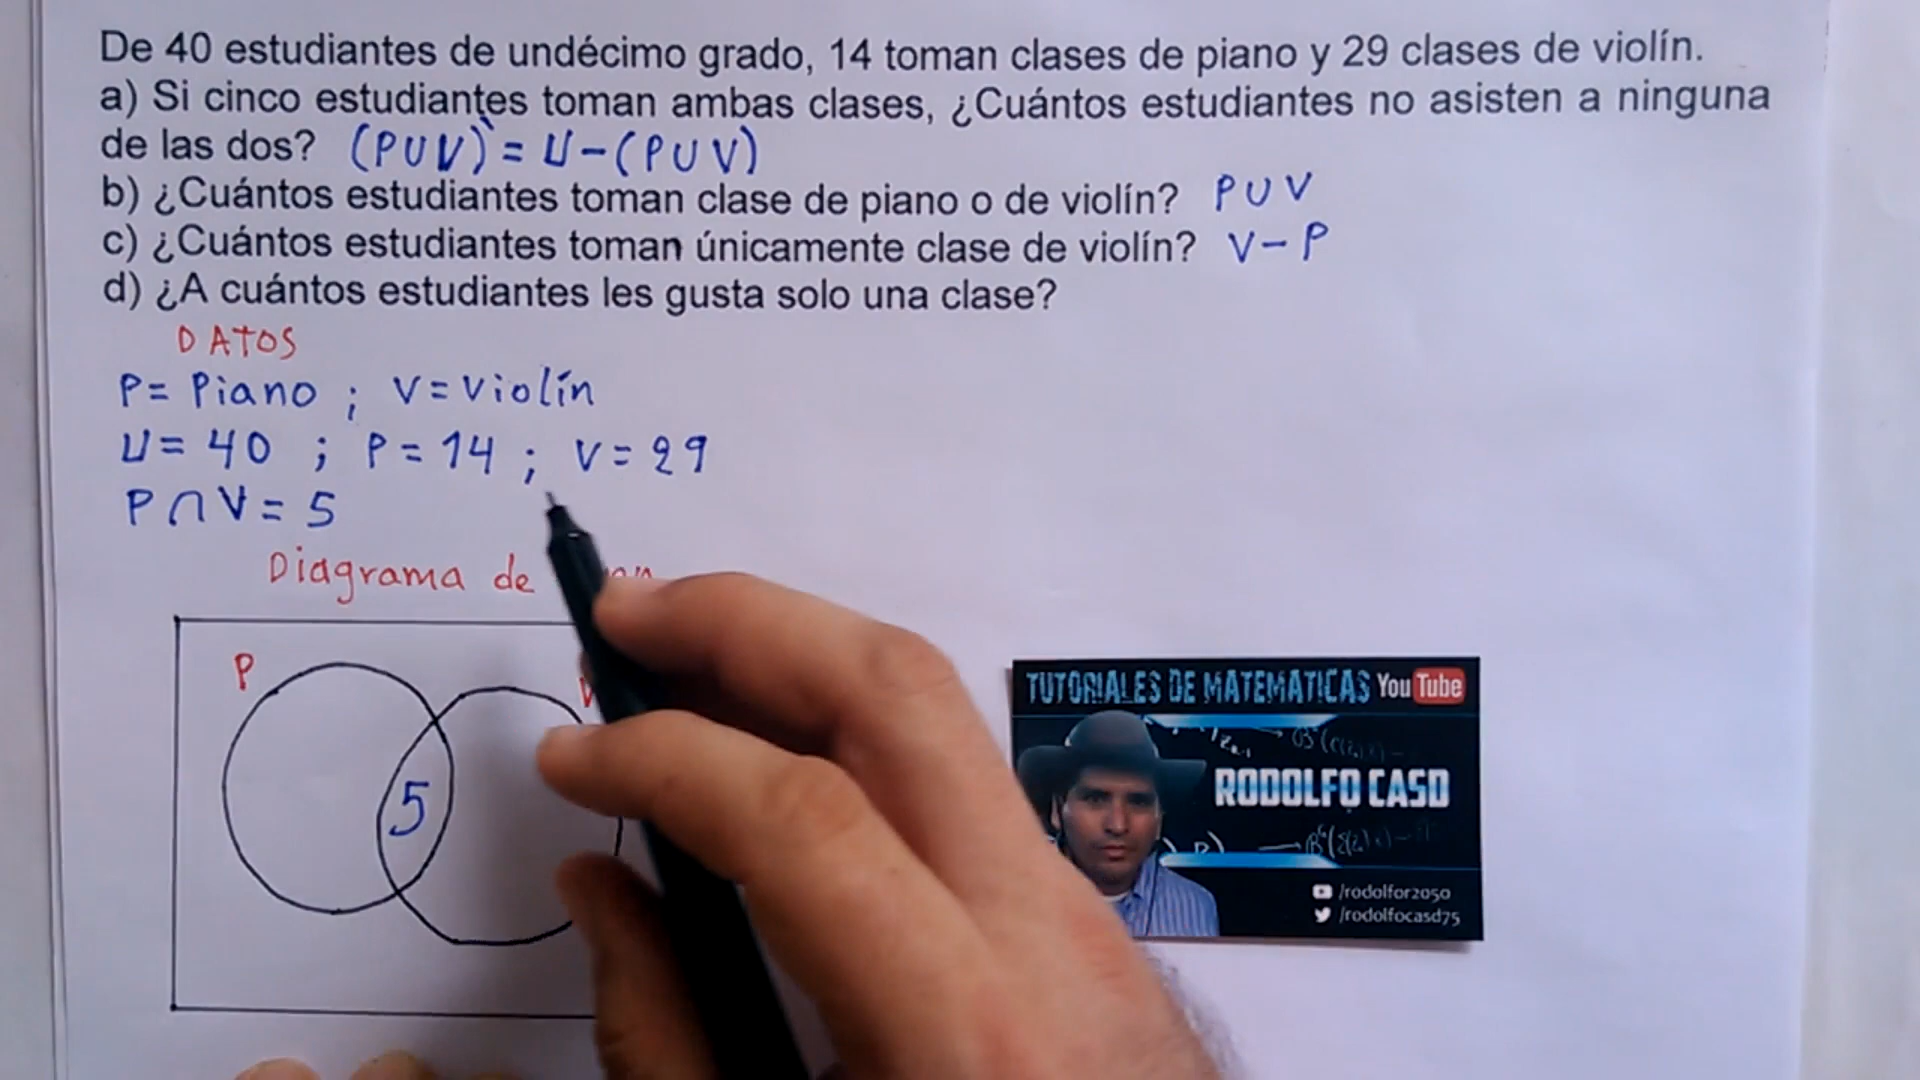 De 40 estudiantes de undécimo grado, 14 toman clases de piano y 29 clases de violín.
a) Si cinco estudiantes toman ambas clases, ¿Cuántos estudiantes no asisten a ninguna
de las dos? (P∪V)` = U-(P∪V)
b) ¿Cuántos estudiantes toman clase de piano o de violín? P∪V
c) ¿Cuántos estudiantes toman únicamente clase de violín? V-P
d) ¿A cuántos estudiantes les gusta solo una clase?
DATOS
P= Piano ; V= Violín
U= 40 ; P= 14 ; V= 29
P∩V= 5
Diagrama de
P
V
5
TUTORIALES DE MATEMATICAS YouTube
RODOLFO CASD
/rodolfor2050
/rodolfocasd75